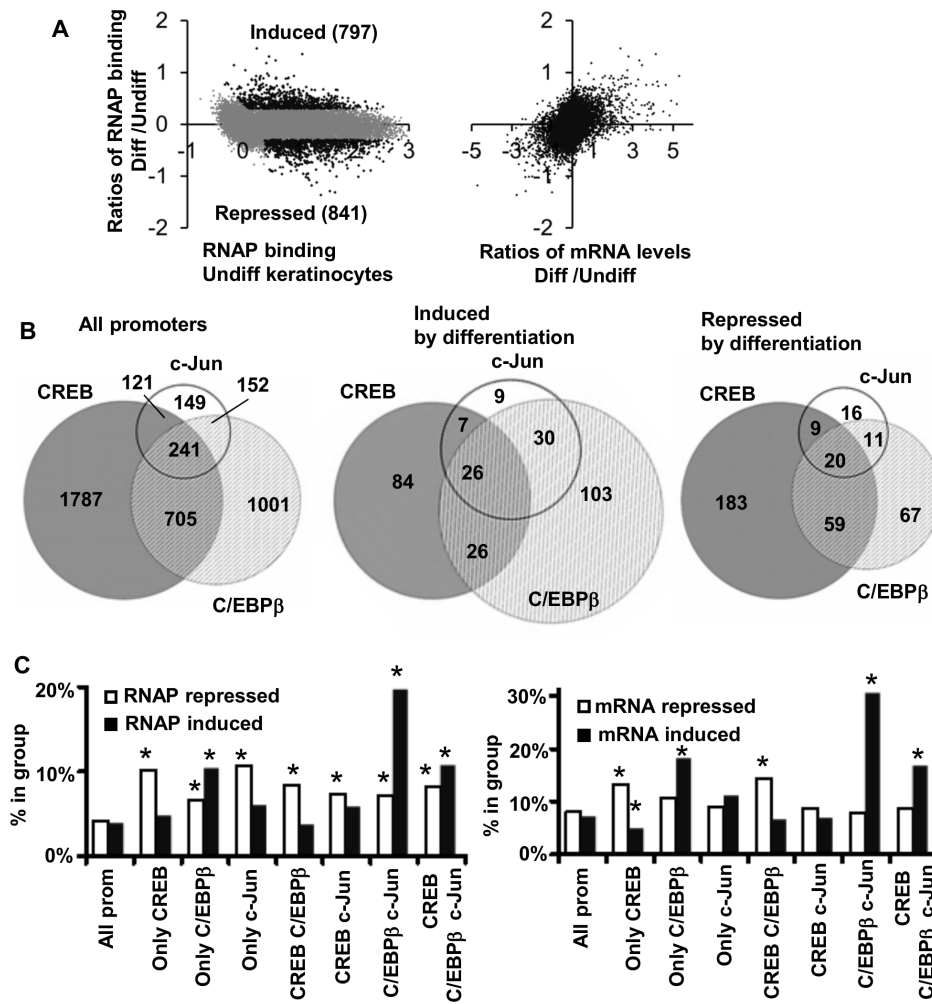 A
Ratios of RNAP binding
Diff /Undiff
2
1
0
-1
-2
-1
0
1
2
3
Induced (797)
Repressed (841)
RNAP binding
Undiff keratinocytes
2
1
0
-1
-2
-5
-3
-1
1
3
5
Ratios of mRNA levels
Diff /Undiff
B
All promoters
CREB
c-Jun
121
149
152
241
1787
705
1001
C/EBPβ
Induced
by differentiation
c-Jun
CREB
9
7
30
26
84
103
26
C/EBPβ
Repressed
by differentiation
c-Jun
CREB
16
9
11
20
183
59
67
C/EBPβ
C
% in group
20%
10%
0%
RNAP repressed
RNAP induced
* * * * * * * * * *
All prom
Only CREB
Only C/EBPβ
Only c-Jun
CREB C/EBPβ
CREB c-Jun
C/EBPβ c-Jun
CREB
C/EBPβ c-Jun
% in group
30%
20%
10%
0%
mRNA repressed
mRNA induced
* * * * * *
All prom
Only CREB
Only C/EBPβ
Only c-Jun
CREB C/EBPβ
CREB c-Jun
C/EBPβ c-Jun
CREB
C/EBPβ c-Jun